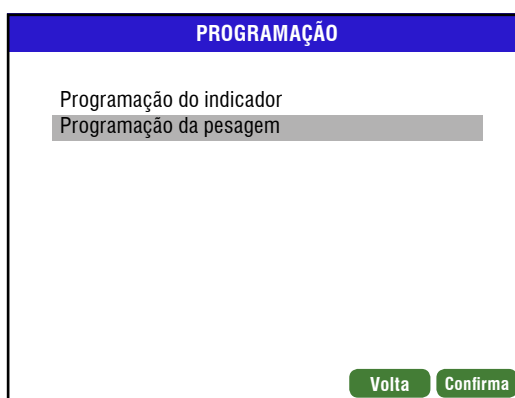 PROGRAMAÇÃO
Programação do indicador
Programação da pesagem
Volta Confirma